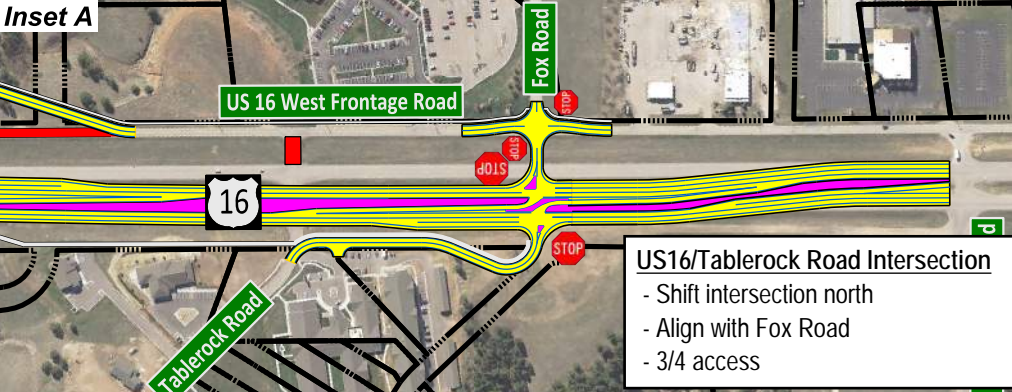 Inset A
Fox Road
STOP
US 16 West Frontage Road
STOP
STOP
16
STOP
d
US16/Tablerock Road Intersection
- Shift intersection north
- Align with Fox Road
- 3/4 access
Tablerock Road